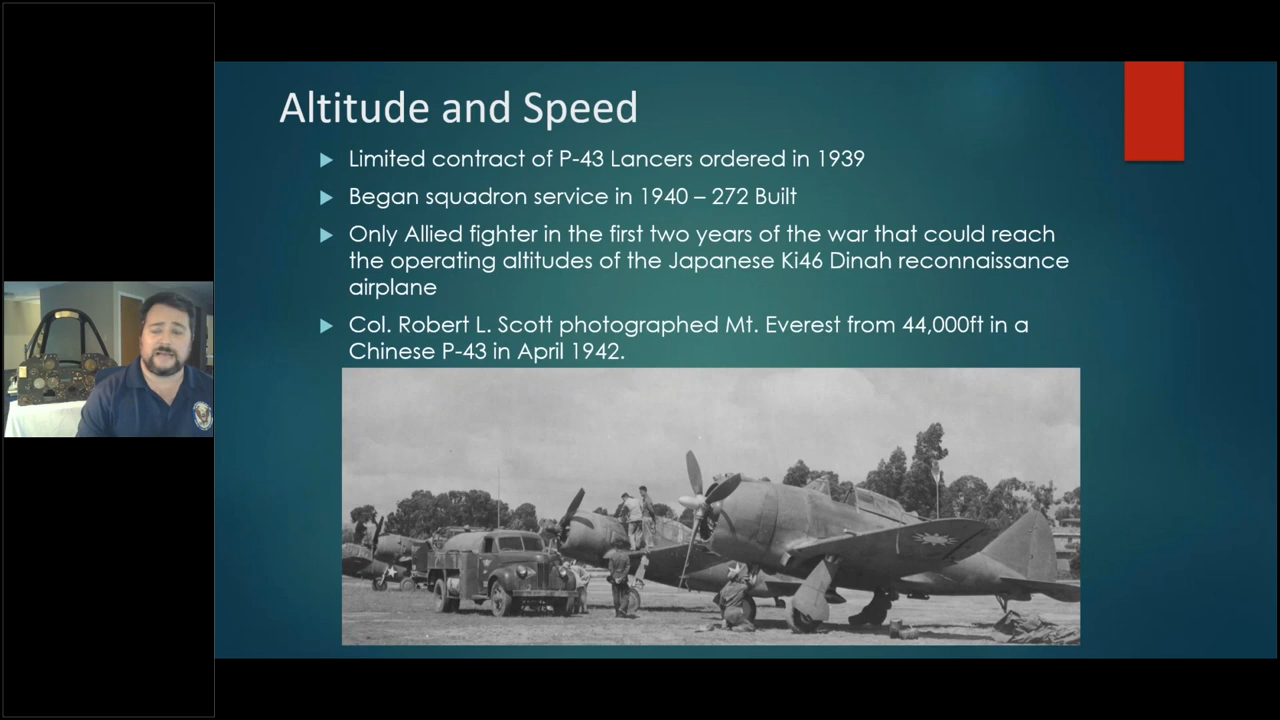 Altitude and Speed
Limited contract of P-43 Lancers ordered in 1939
Began squadron service in 1940 – 272 Built
Only Allied fighter in the first two years of the war that could reach
the operating altitudes of the Japanese Ki46 Dinah reconnaissance
airplane
Col. Robert L. Scott photographed Mt. Everest from 44,000ft in a
Chinese P-43 in April 1942.